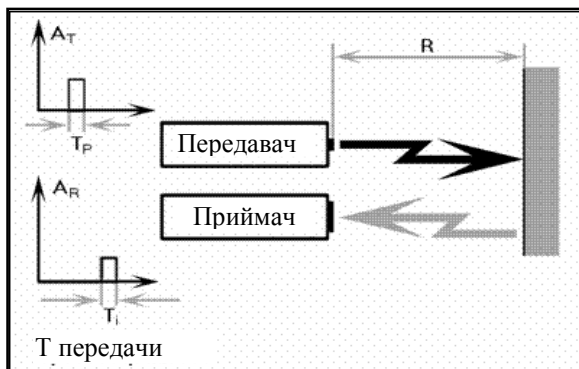 A_T
R
T_P
Передавач
A_R
Приймач
T_i
Т передачи